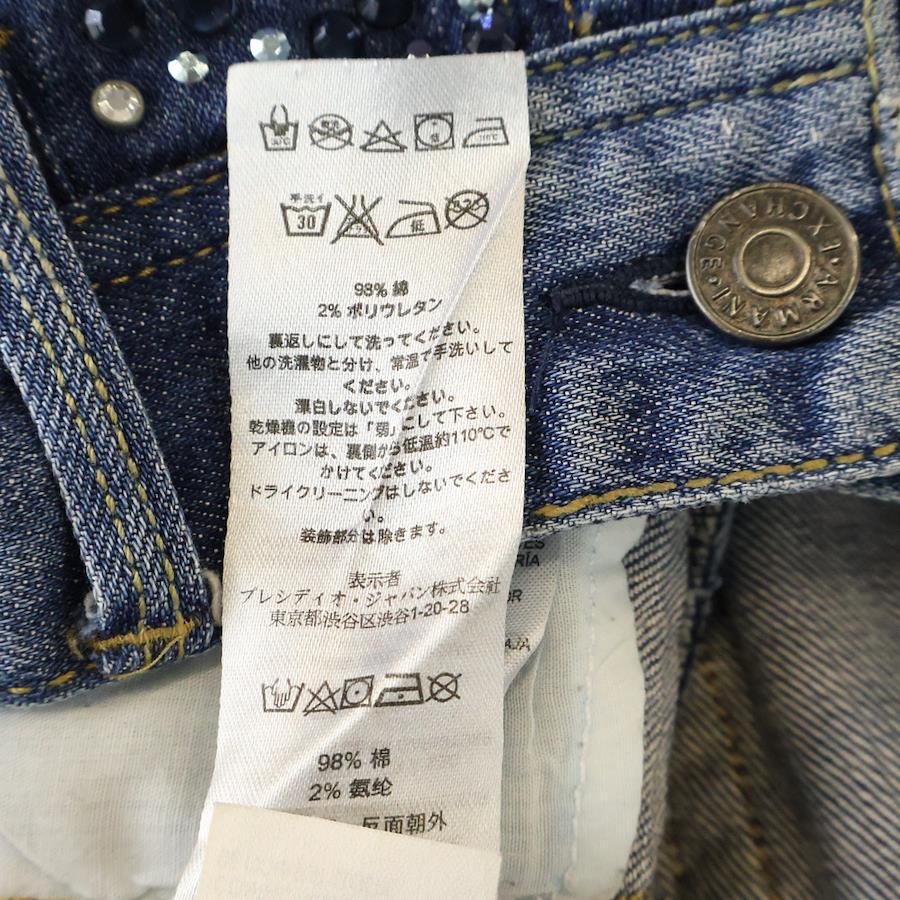 手洗イ
30
低
98% 綿
2% ポリウレタン
裏返しにして洗ってください。
他の洗濯物と分け、常温で手洗いして
ください。
漂白しないでください。
乾燥機の設定は「弱」にして下さい。
アイロンは、裏側から低温約110℃で
かけてください。
ドライクリーニングはしないでくださ
い。
装飾部分は除きます。
表示者
プレシディオ・ジャパン株式会社
東京都渋谷区渋谷1-20-28
98% 棉
2% 氨纶
反面朝外
A|X ARMANI EXCHANGE